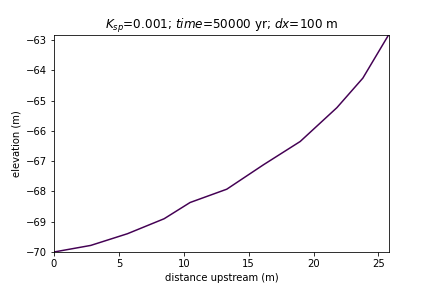 K_sp=0.001; time=50000 yr; dx=100 m
−63
−64
−65
−66
−67
−68
−69
−70
elevation (m)
0 5 10 15 20 25
distance upstream (m)